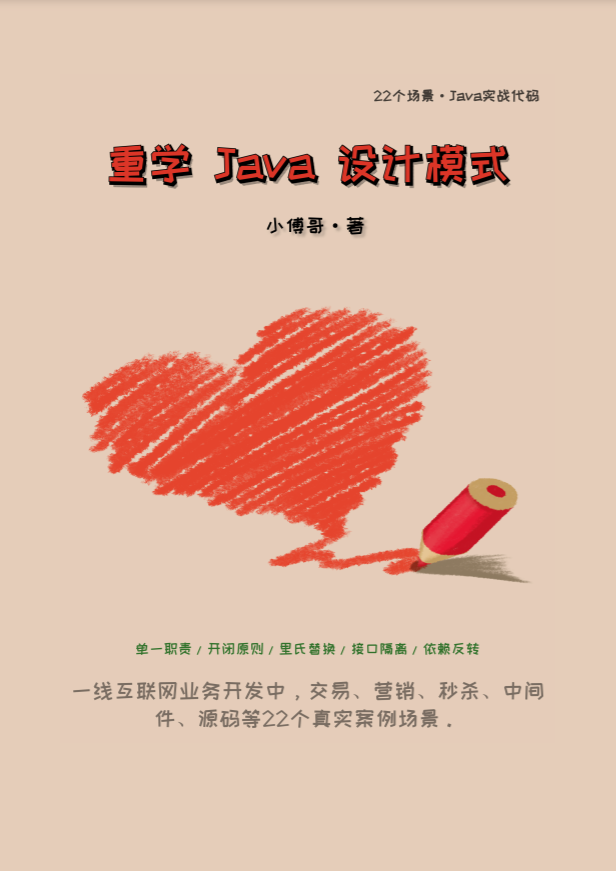 22个场景·Java实战代码
重学 Java 设计模式
小傅哥·著
单一职责 / 开闭原则 / 里氏替换 / 接口隔离 / 依赖反转
一线互联网业务开发中，交易、营销、秒杀、中间
件、源码等22个真实案例场景．